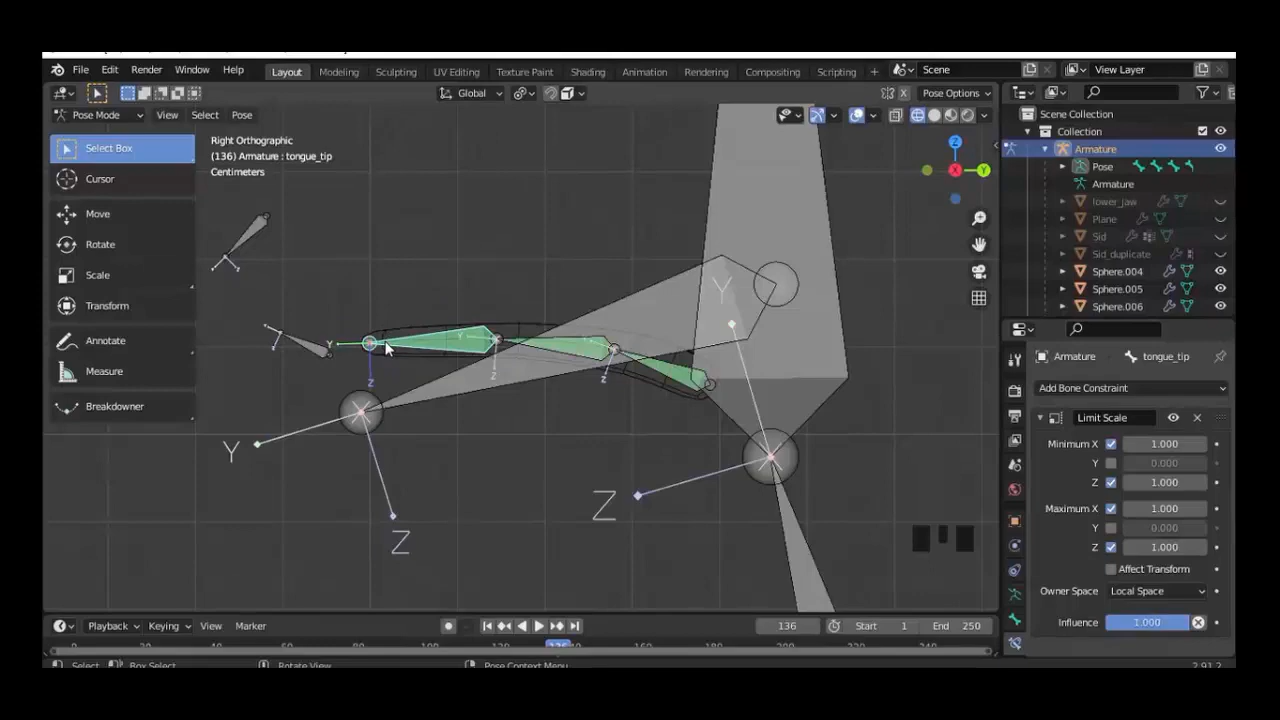 File Edit Render Window Help Layout Modeling Sculpting UV Editing Texture Paint Shading Animation Rendering Compositing Scripting + Scene View Layer
Global X Pose Options
Pose Mode View Select Pose
Scene Collection
Collection
Armature
Pose
Armature
lower_jaw
Plane
Sid
Sid_duplicate
Sphere.004
Sphere.005
Sphere.006
Select Box
Cursor
Move
Rotate
Scale
Transform
Annotate
Measure
Breakdowner
Right Orthographic
(136) Armature : tongue_tip
Centimeters
Z
X
Y
Y
Y
Z
Z
Z
X
Y
Z
X
Z
Armature tongue_tip
Add Bone Constraint
Limit Scale
Minimum X 1.000
Y 0.000
Z 1.000
Maximum X 1.000
Y 0.000
Z 1.000
Affect Transform
Owner Space Local Space
Influence 1.000
Playback Keying View Marker 136 Start 1 End 250
Select Box Select Rotate View Pose Context Menu 2.91.2